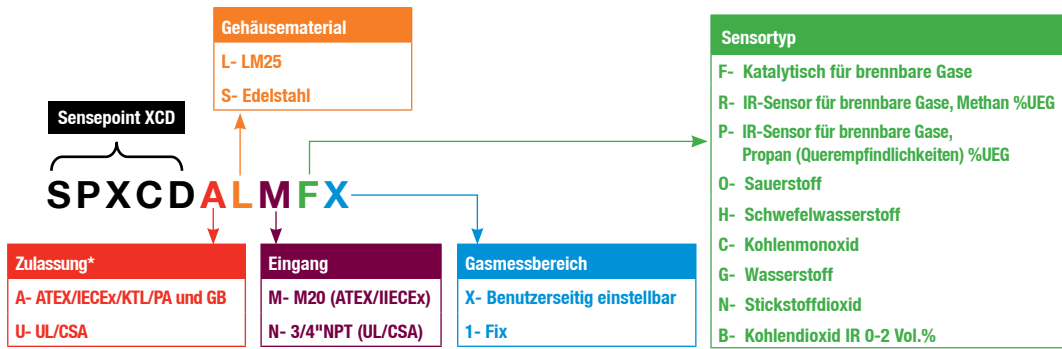 Gehäusematerial
L- LM25
S- Edelstahl
Sensepoint XCD
SPXCDALMFX
Zulassung*
A- ATEX/IECEx/KTL/PA und GB
U- UL/CSA
Eingang
M- M20 (ATEX/IIECEx)
N- 3/4"NPT (UL/CSA)
Gasmessbereich
X- Benutzerseitig einstellbar
1- Fix
Sensortyp
F- Katalytisch für brennbare Gase
R- IR-Sensor für brennbare Gase, Methan %UEG
P- IR-Sensor für brennbare Gase,
Propan (Querempfindlichkeiten) %UEG
O- Sauerstoff
H- Schwefelwasserstoff
C- Kohlenmonoxid
G- Wasserstoff
N- Stickstoffdioxid
B- Kohlendioxid IR 0-2 Vol.%